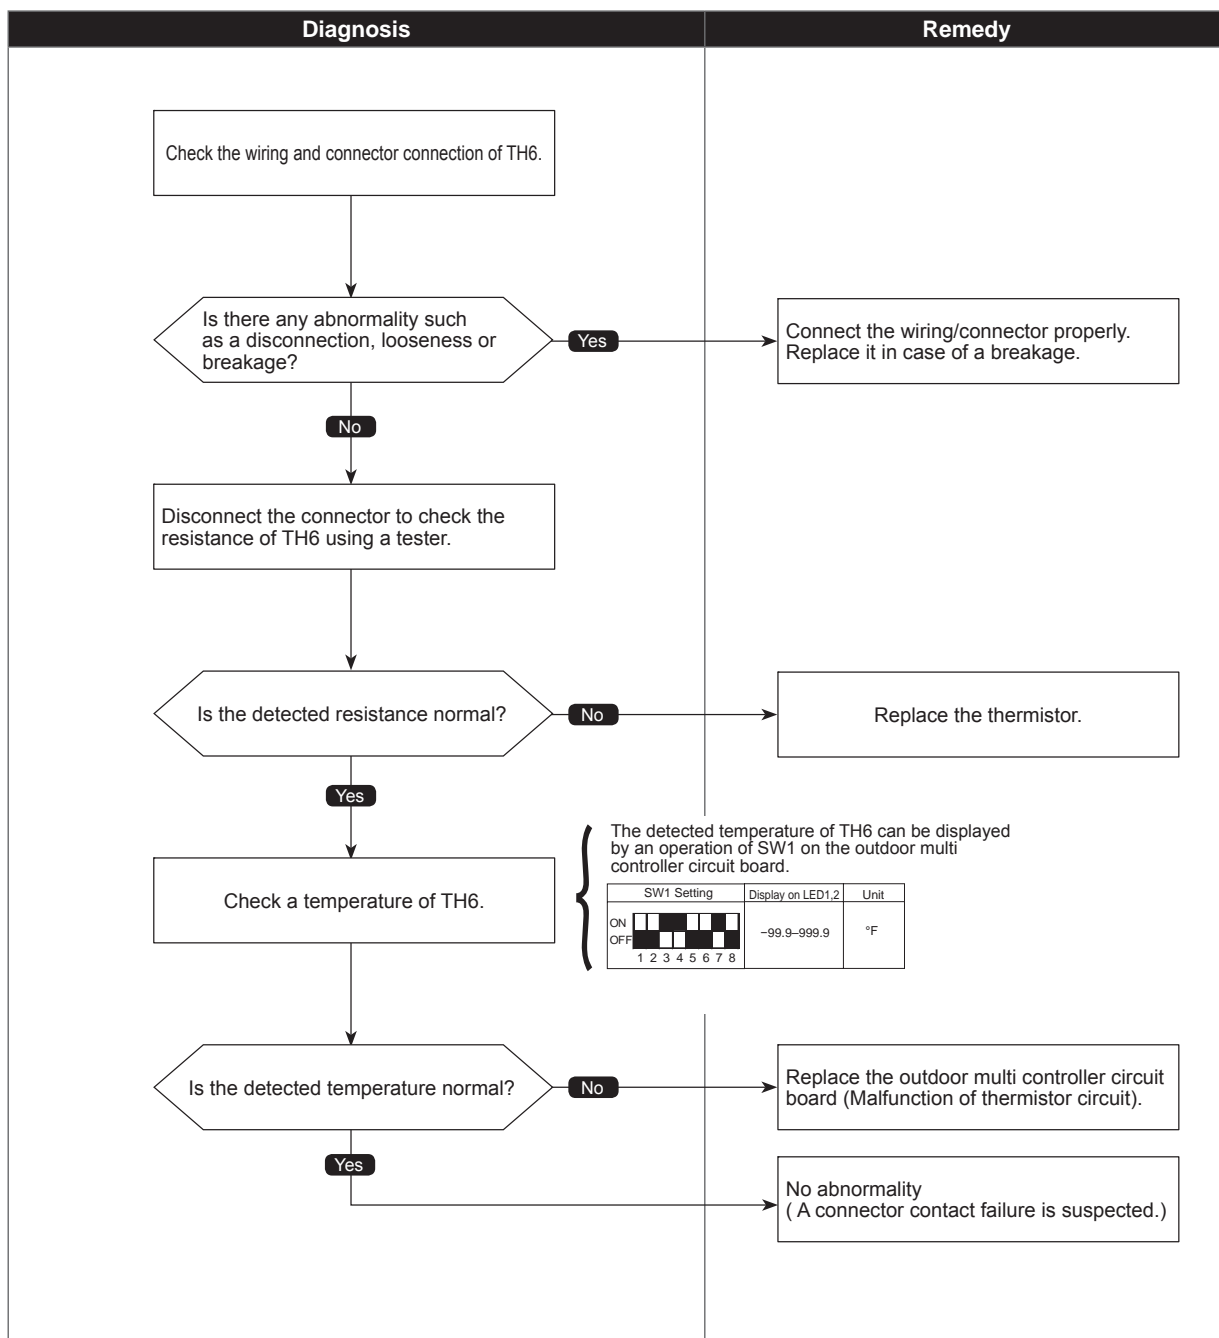 Diagnosis
Remedy
Check the wiring and connector connection of TH6.
Is there any abnormality such
as a disconnection, looseness or
breakage?
Yes
Connect the wiring/connector properly.
Replace it in case of a breakage.
No
Disconnect the connector to check the
resistance of TH6 using a tester.
Is the detected resistance normal?
No
Replace the thermistor.
Yes
The detected temperature of TH6 can be displayed
by an operation of SW1 on the outdoor multi
controller circuit board.
Check a temperature of TH6.
SW1 Setting
Display on LED1,2
Unit
ON
OFF
1 2 3 4 5 6 7 8
−99.9–999.9
°F
Is the detected temperature normal?
No
Replace the outdoor multi controller circuit
board (Malfunction of thermistor circuit).
Yes
No abnormality
( A connector contact failure is suspected.)